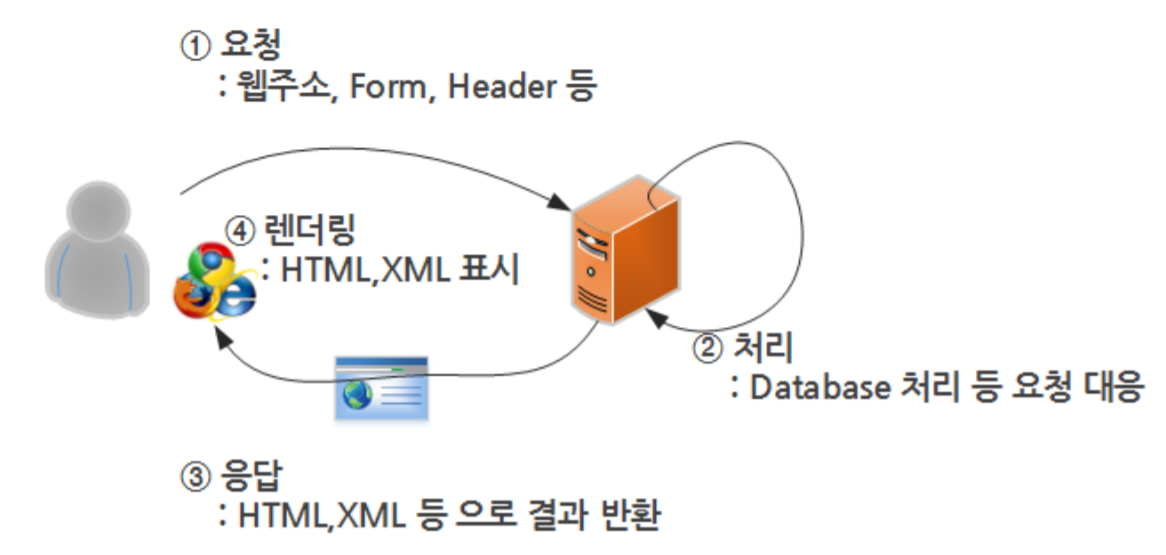 ① 요청
: 웹주소, Form, Header 등
④ 렌더링
: HTML,XML 표시
② 처리
: Database 처리 등 요청 대응
③ 응답
: HTML,XML 등 으로 결과 반환